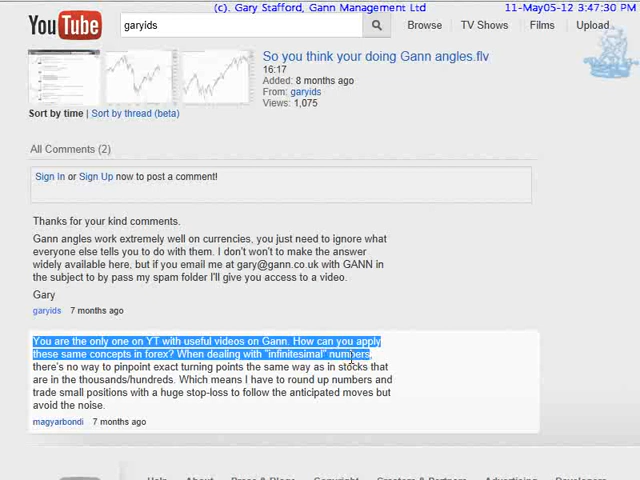 (c). Gary Stafford, Gann Management Ltd 11-May05-12 3:47:30 PM
YouTube garyids Browse TV Shows Films Upload
So you think your doing Gann angles.flv
16:17
Added: 8 months ago
From: garyids
Views: 1,075
Sort by time | Sort by thread (beta)
All Comments (2)
Sign In or Sign Up now to post a comment!
Thanks for your kind comments.
Gann angles work extremely well on currencies, you just need to ignore what
everyone else tells you to do with them. I don't won't to make the answer
widely available here, but if you email me at gary@gann.co.uk with GANN in
the subject to by pass my spam folder I'll give you access to a video.
Gary
garyids 7 months ago
You are the only one on YT with useful videos on Gann. How can you apply
these same concepts in forex? When dealing with "infinitesimal" numbers
there's no way to pinpoint exact turning points the same way as in stocks that
are in the thousands/hundreds. Which means I have to round up numbers and
trade small positions with a huge stop-loss to follow the anticipated moves but
avoid the noise.
magyarbondi 7 months ago
Help About Press & Blogs Copyright Creators & Partners Advertising Developers